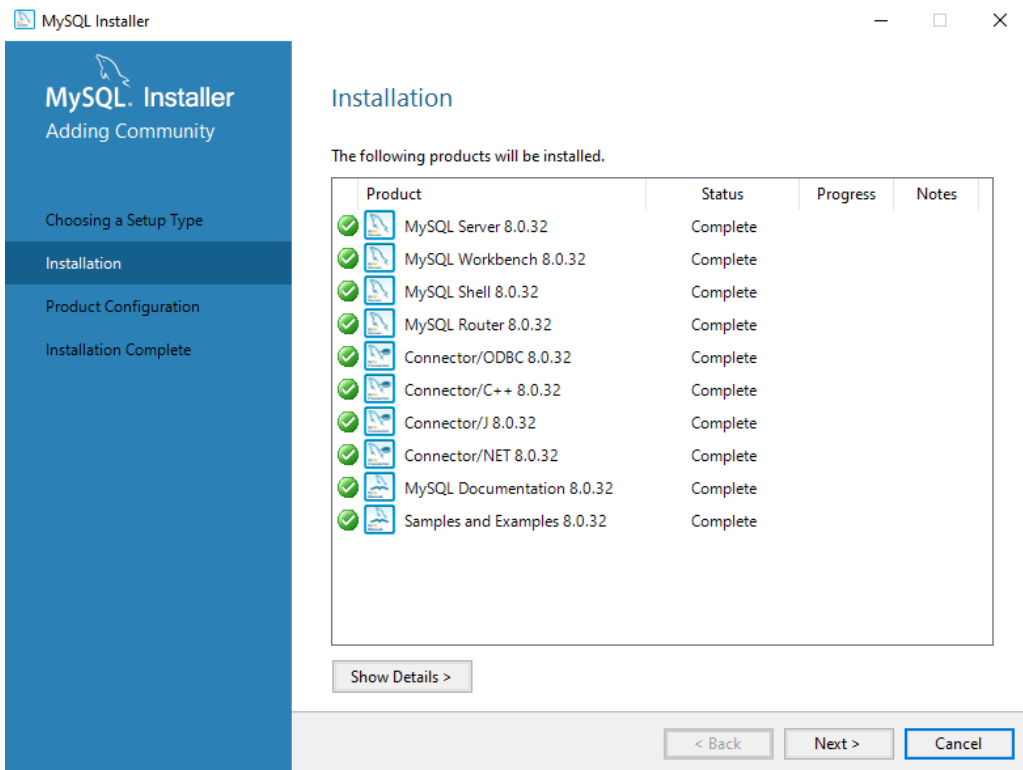 MySQL Installer
MySQL. Installer
Adding Community
Choosing a Setup Type
Installation
Product Configuration
Installation Complete
Installation
The following products will be installed.
Product Status Progress Notes
MySQL Server 8.0.32 Complete
MySQL Workbench 8.0.32 Complete
MySQL Shell 8.0.32 Complete
MySQL Router 8.0.32 Complete
Connector/ODBC 8.0.32 Complete
Connector/C++ 8.0.32 Complete
Connector/J 8.0.32 Complete
Connector/NET 8.0.32 Complete
MySQL Documentation 8.0.32 Complete
Samples and Examples 8.0.32 Complete
Show Details >
< Back Next > Cancel